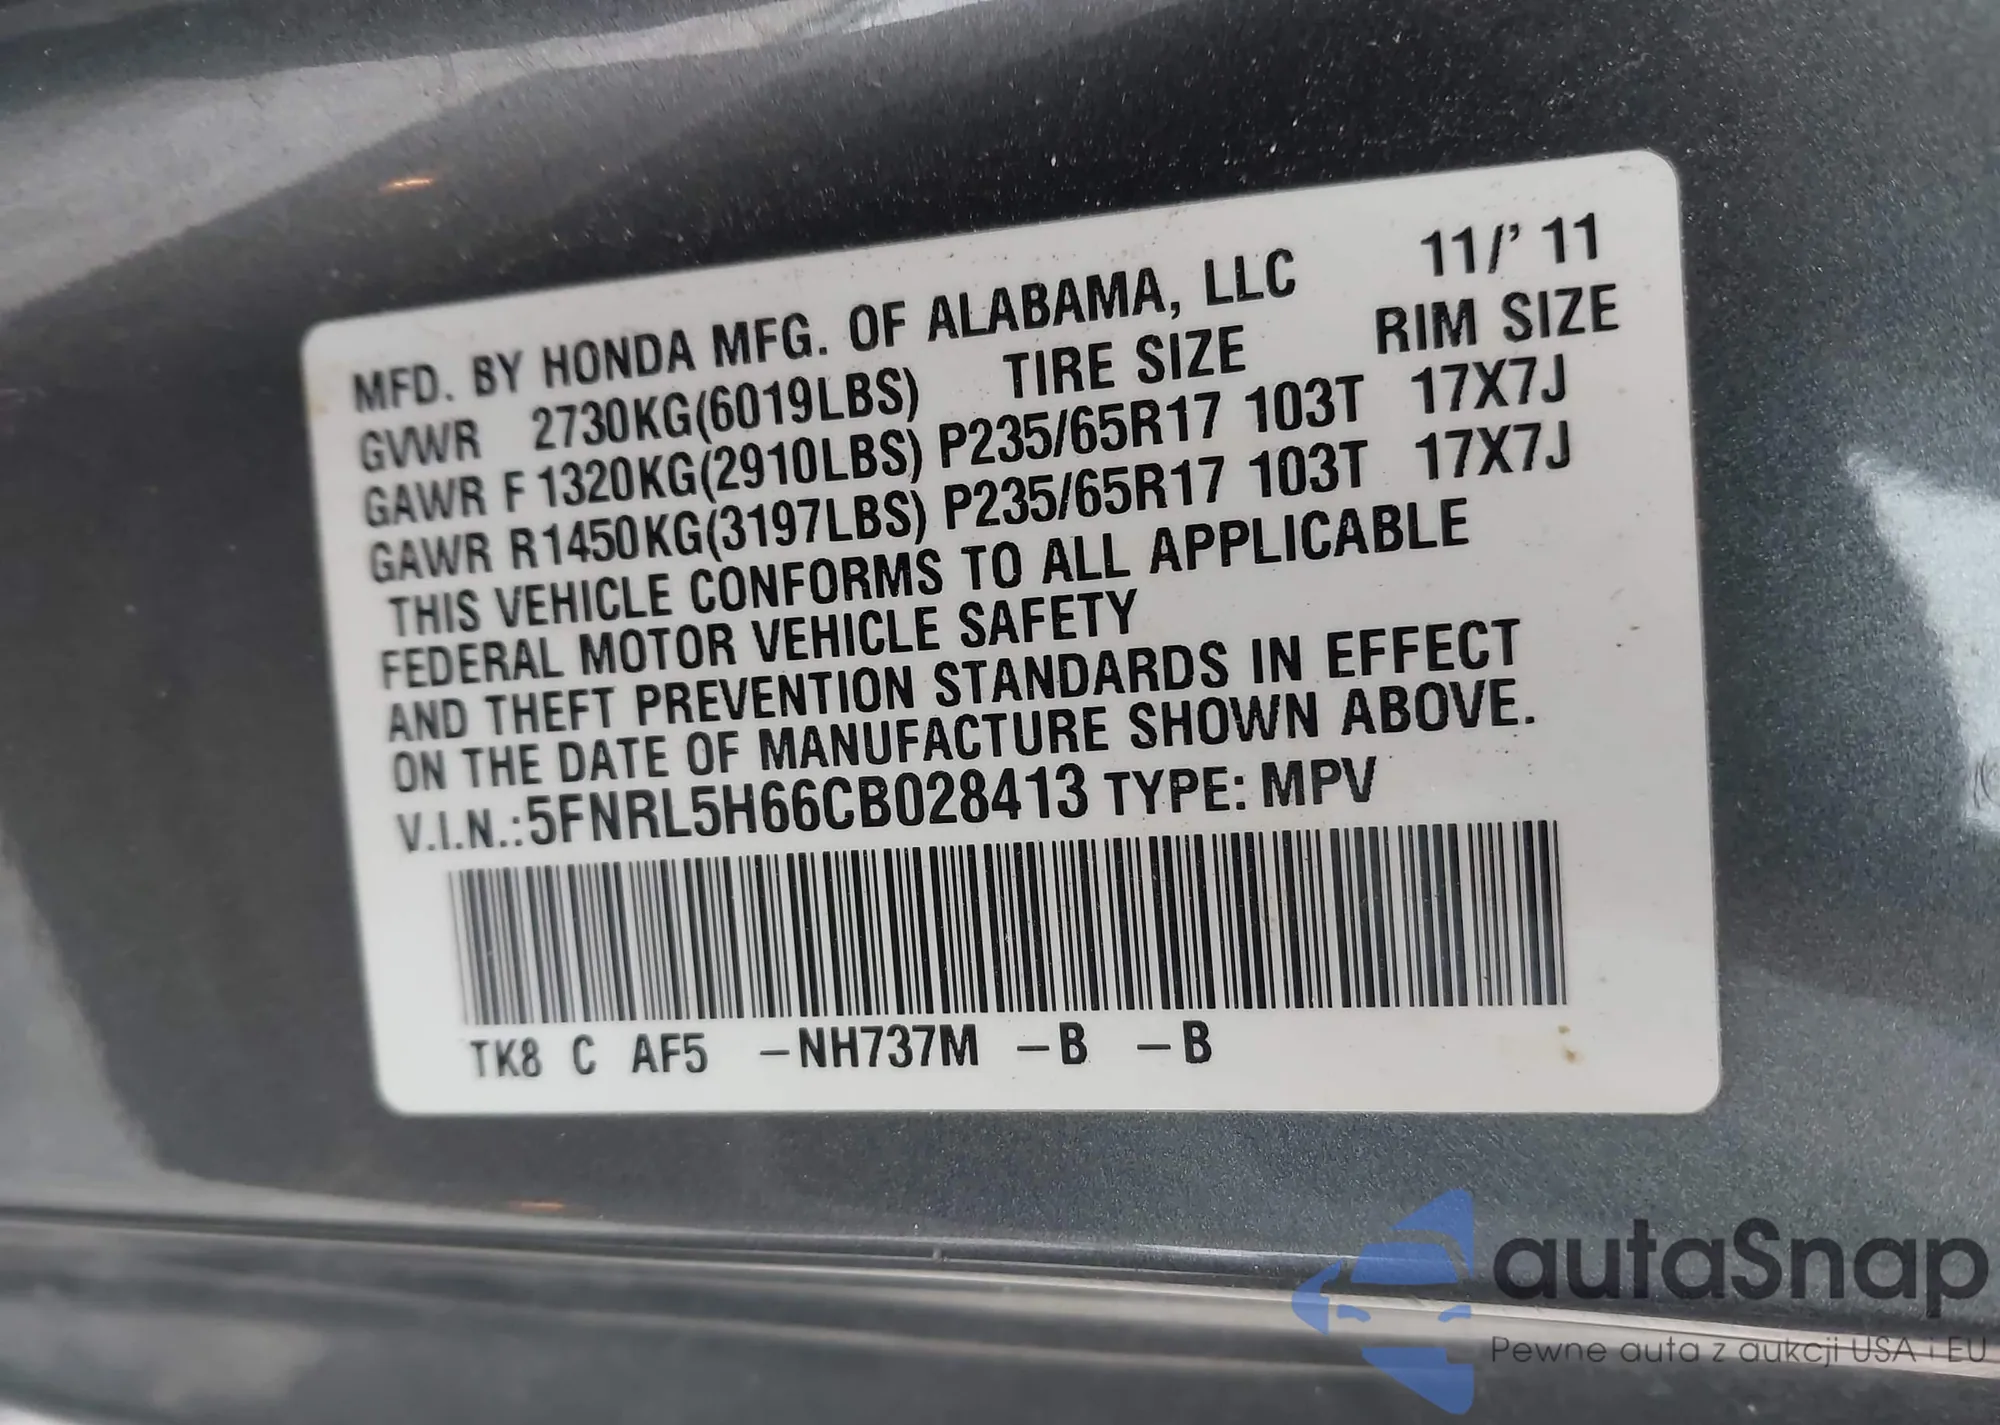 MFD. BY HONDA MFG. OF ALABAMA, LLC 11/' 11
GVWR 2730KG(6019LBS) TIRE SIZE RIM SIZE
GAWR F 1320KG(2910LBS) P235/65R17 103T 17X7J
GAWR R1450KG(3197LBS) P235/65R17 103T 17X7J
THIS VEHICLE CONFORMS TO ALL APPLICABLE
FEDERAL MOTOR VEHICLE SAFETY
AND THEFT PREVENTION STANDARDS IN EFFECT
ON THE DATE OF MANUFACTURE SHOWN ABOVE.
V.I.N.:5FNRL5H66CB028413 TYPE: MPV
TK8 C AF5 –NH737M –B –B
autaSnap
Pewne auta z aukcji USA i EU